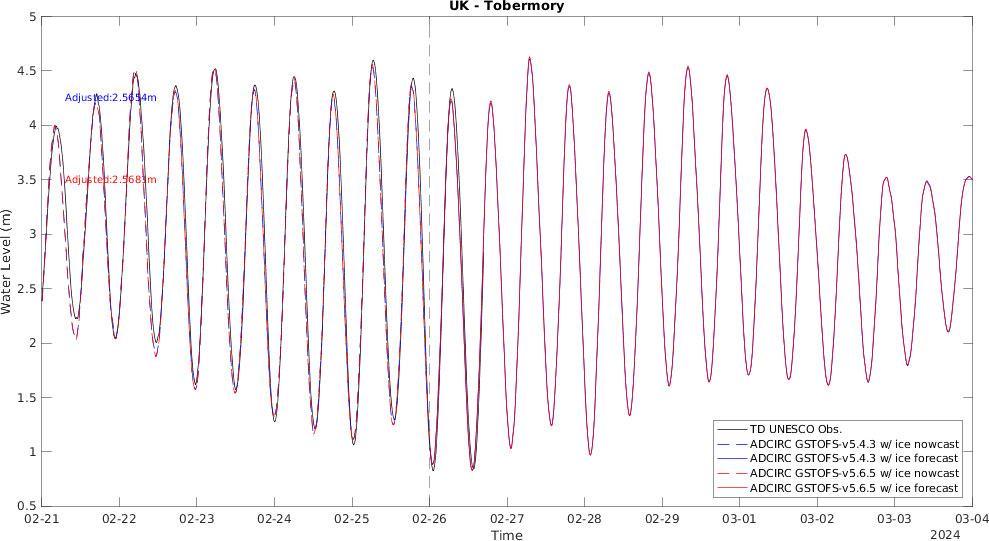 UK - Tobermory
5
4.5
4
3.5
3
2.5
2
1.5
1
0.5
Water Level (m)
Adjusted:2.5654m
Adjusted:2.5683m
TD UNESCO Obs.
ADCIRC GSTOFS-v5.4.3 w/ ice nowcast
ADCIRC GSTOFS-v5.4.3 w/ ice forecast
ADCIRC GSTOFS-v5.6.5 w/ ice nowcast
ADCIRC GSTOFS-v5.6.5 w/ ice forecast
02-21 02-22 02-23 02-24 02-25 02-26 02-27 02-28 02-29 03-01 03-02 03-03 03-04
Time
2024